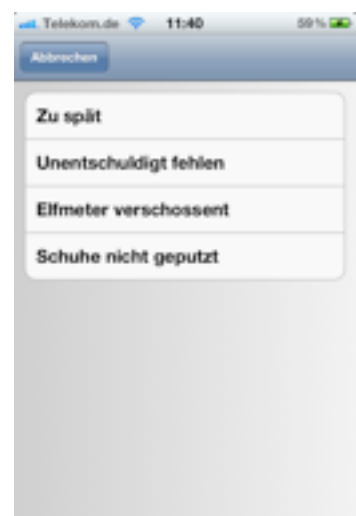 Telekom.de 11:40 59 %
Abbrechen
Zu spät
Unentschuldigt fehlen
Elfmeter verschossent
Schuhe nicht geputzt